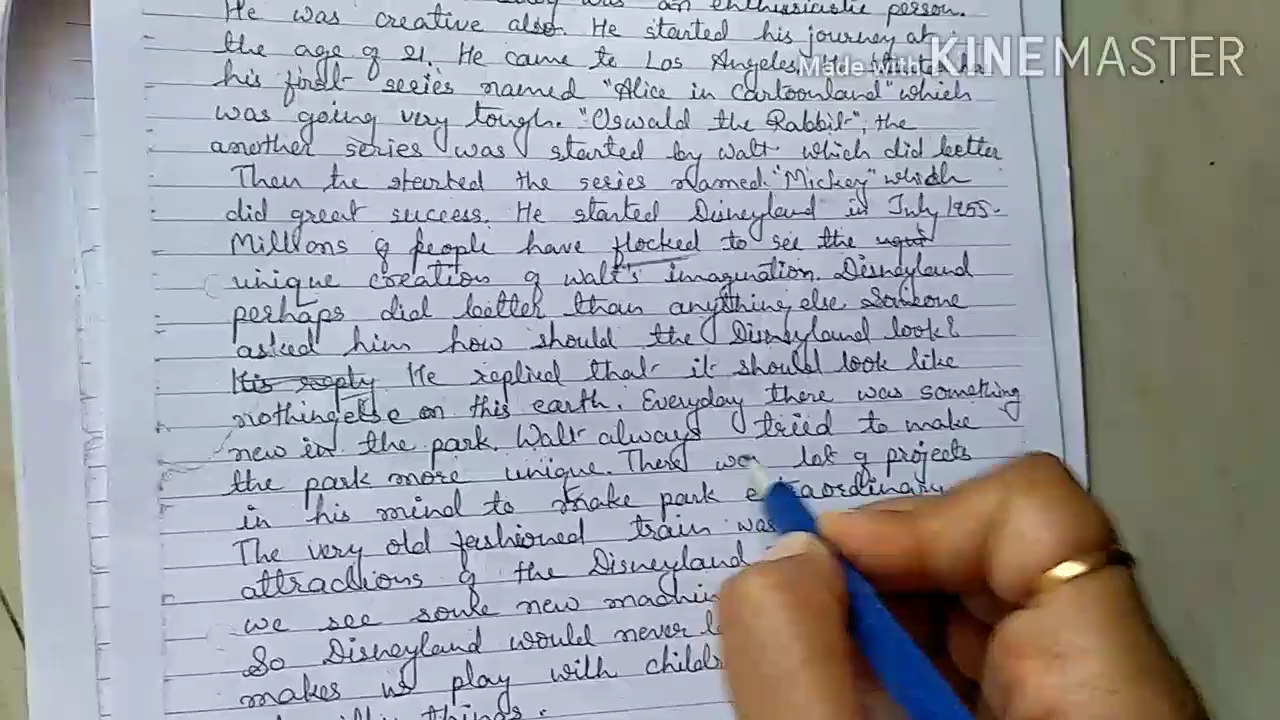 was an enthusiastic person.
He was creative also. He started his journey at
the age of 21. He came to Los Angeles.
his first series named "Alice in Cartoonland" which
was going very tough. "Oswald the Rabbit", the
another series was started by Walt which did better
Then he started the series named "Mickey" which
did great success. He started Disneyland in July 1955.
Millions of people have flocked to see the
unique creation of Walt's imagination. Disneyland
perhaps did better than anything else. Someone
asked him how should the Disneyland look?
His reply He replied that it should look like
nothing else on this earth. Everyday there was something
new in the park. Walt always tried to make
the park more unique. There lot of projects
in his mind to make park extraordinary
The very old fashioned train was
attractions of the Disneyland
we see some new
So Disneyland would never
makes us play with
things.
Made with
KINEMASTER